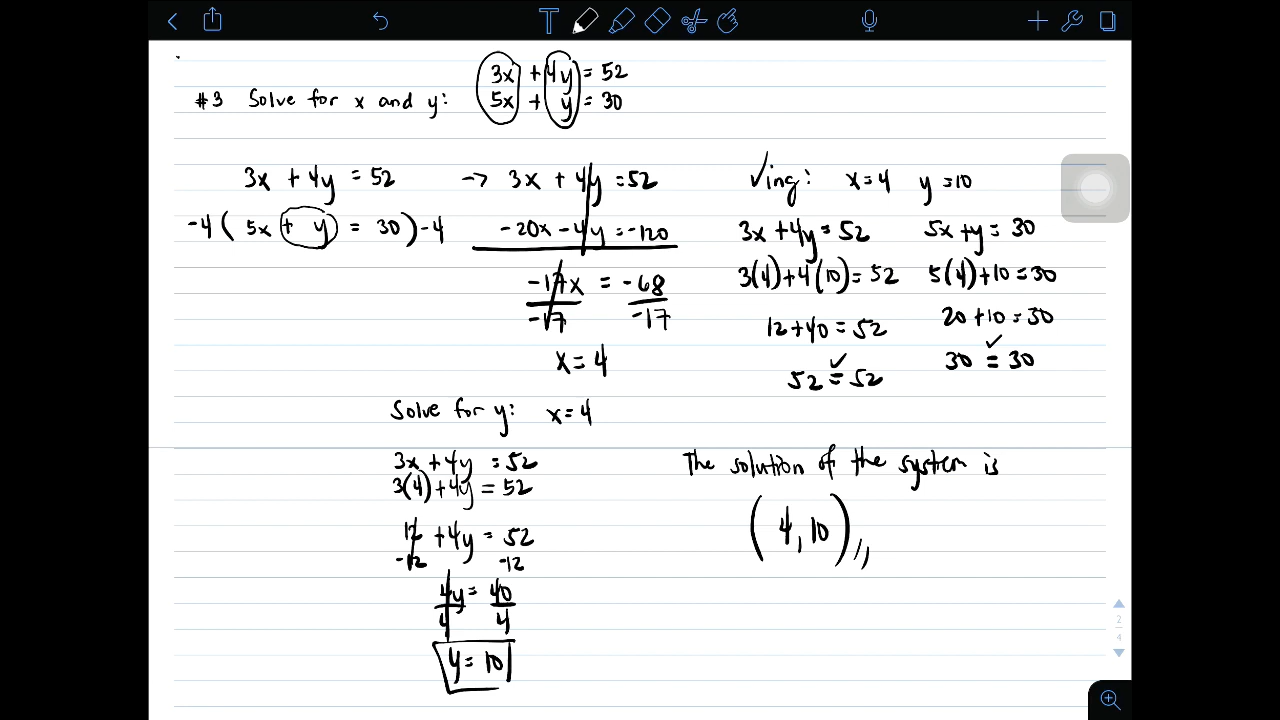 3x + 4y = 52
#3 Solve for x and y: 5x + y = 30
3x + 4y = 52 -> 3x + 4y = 52
-4( 5x + y = 30 )-4 -20x - 4y = -120
-17x = -68
-17 -17
x = 4
√ing: x=4 y=10
3x+4y=52 5x+y=30
3(4)+4(10)=52 5(4)+10=30
12+40=52 20+10=30
✓ ✓
52 = 52 30 = 30
Solve for y: x=4
3x + 4y = 52
3(4) + 4y = 52
12 + 4y = 52
-12 -12
4y = 40
4 4
y = 10
The solution of the system is
(4, 10)
2
4